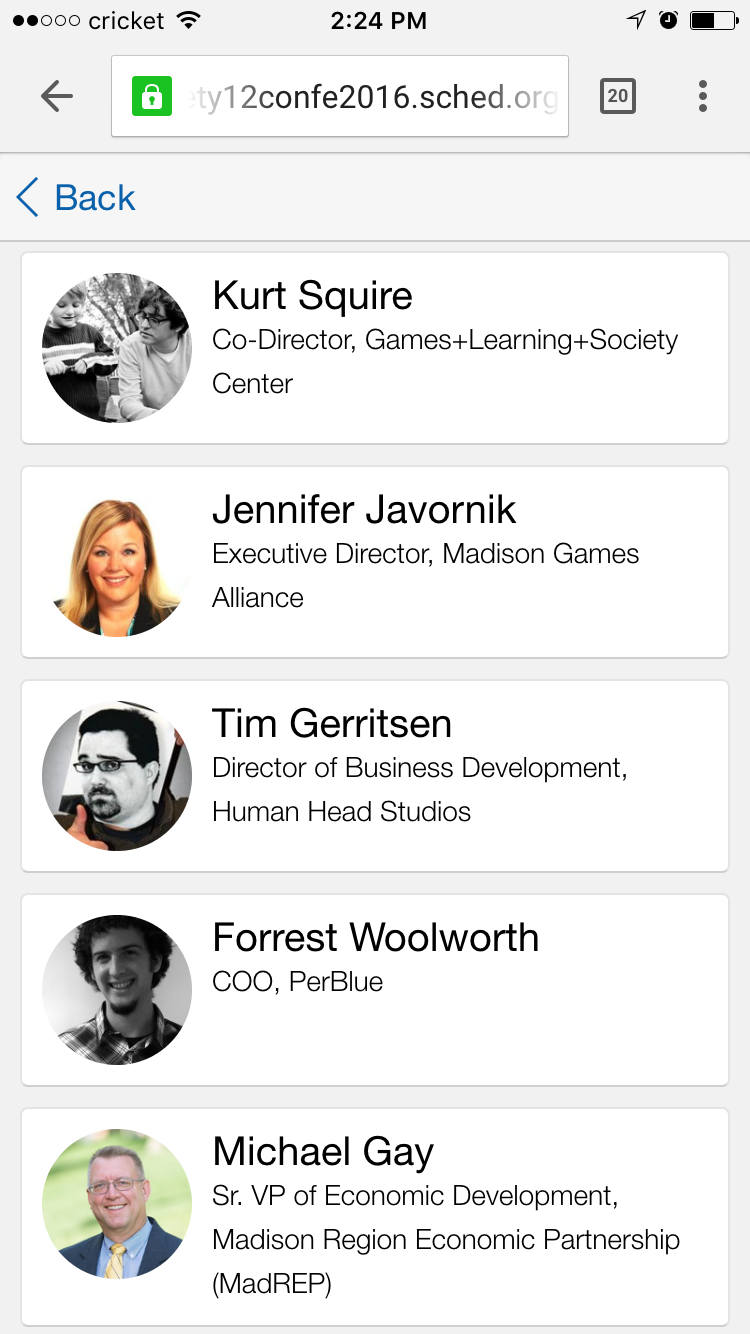 cricket 2:24 PM
ety12confe2016.sched.org 20
Back
Kurt Squire
Co-Director, Games+Learning+Society
Center
Jennifer Javornik
Executive Director, Madison Games
Alliance
Tim Gerritsen
Director of Business Development,
Human Head Studios
Forrest Woolworth
COO, PerBlue
Michael Gay
Sr. VP of Economic Development,
Madison Region Economic Partnership
(MadREP)